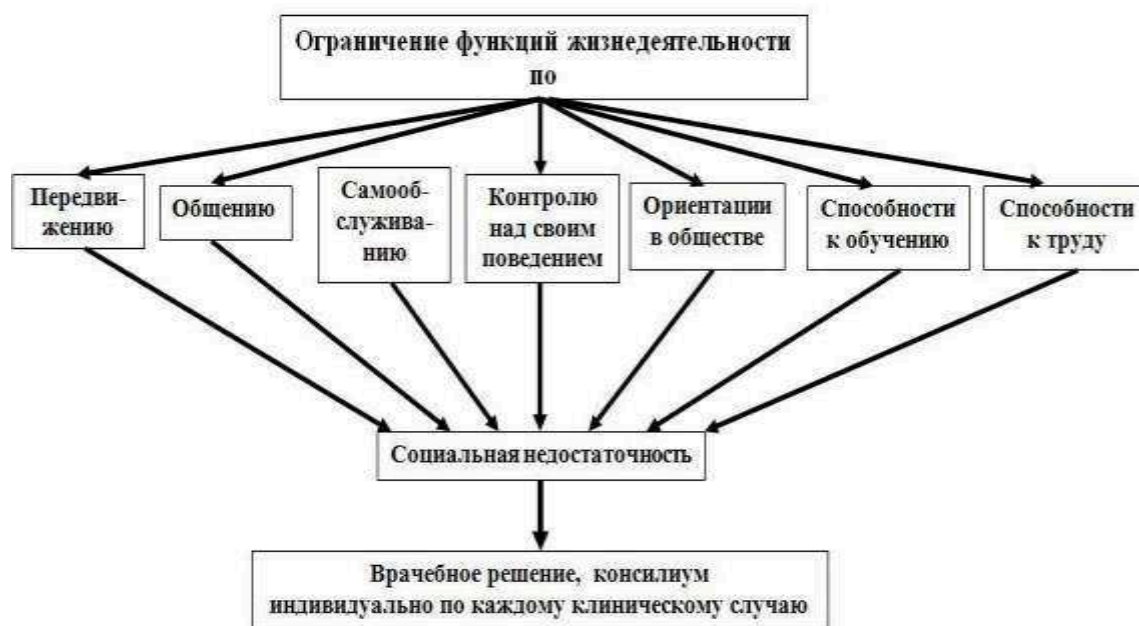 Ограничение функций жизнедеятельности
по
Передви-
жению
Общению
Самооб-
служива-
нию
Контролю
над своим
поведением
Ориентации
в обществе
Способности
к обучению
Способности
к труду
Социальная недостаточность
Врачебное решение, консилиум
индивидуально по каждому клиническому случаю